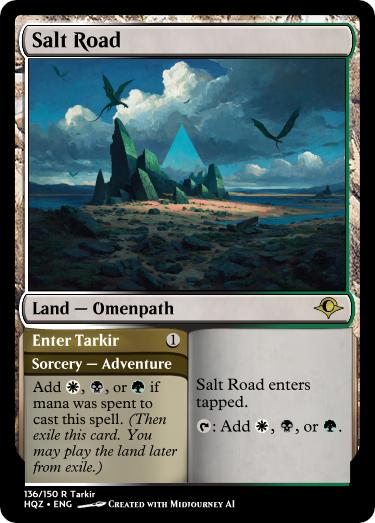 Salt Road
Land — Omenpath
Enter Tarkir 1
Sorcery — Adventure
Add , , or if
mana was spent to
cast this spell. (Then
exile this card. You
may play the land later
from exile.)
Salt Road enters
tapped.
: Add , , or .
136/150 R Tarkir
HQZ • ENG Created with Midjourney AI